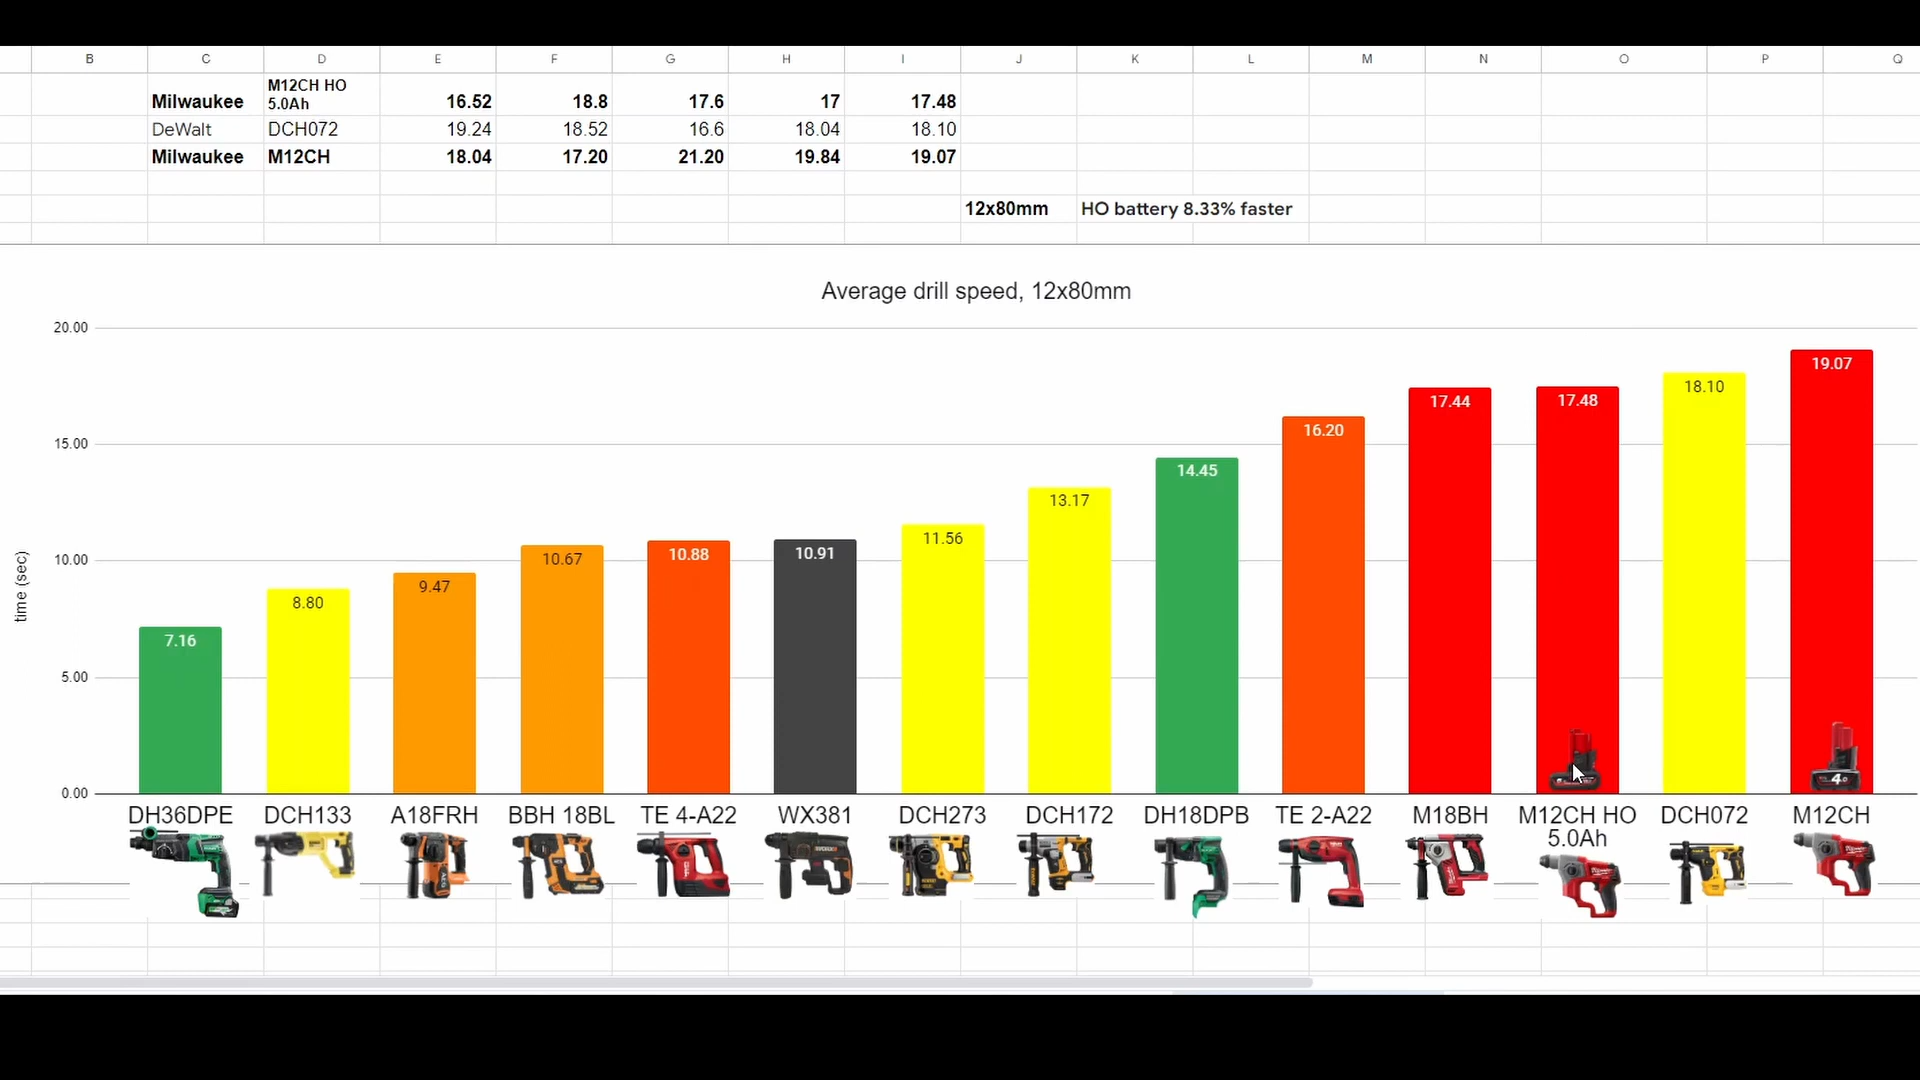 B C D E F G H I J K L M N O P Q
M12CH HO
Milwaukee 5.0Ah 16.52 18.8 17.6 17 17.48
DeWalt DCH072 19.24 18.52 16.6 18.04 18.10
Milwaukee M12CH 18.04 17.20 21.20 19.84 19.07
12x80mm HO battery 8.33% faster
Average drill speed, 12x80mm
time (sec)
20.00
15.00
10.00
5.00
0.00
7.16 8.80 9.47 10.67 10.88 10.91 11.56 13.17 14.45 16.20 17.44 17.48 18.10 19.07
4.0
DH36DPE DCH133 A18FRH BBH 18BL TE 4-A22 WX381 DCH273 DCH172 DH18DPB TE 2-A22 M18BH M12CH HO DCH072 M12CH
5.0Ah
AEG